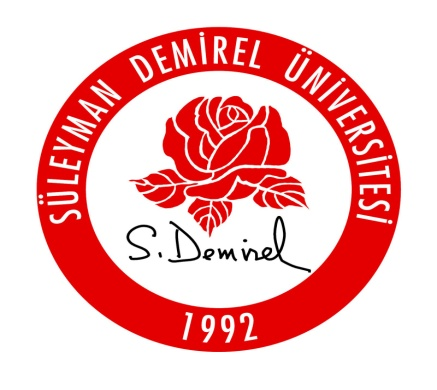 SÜLEYMAN DEMİREL ÜNİVERSİTESİ
S. Demirel
1992